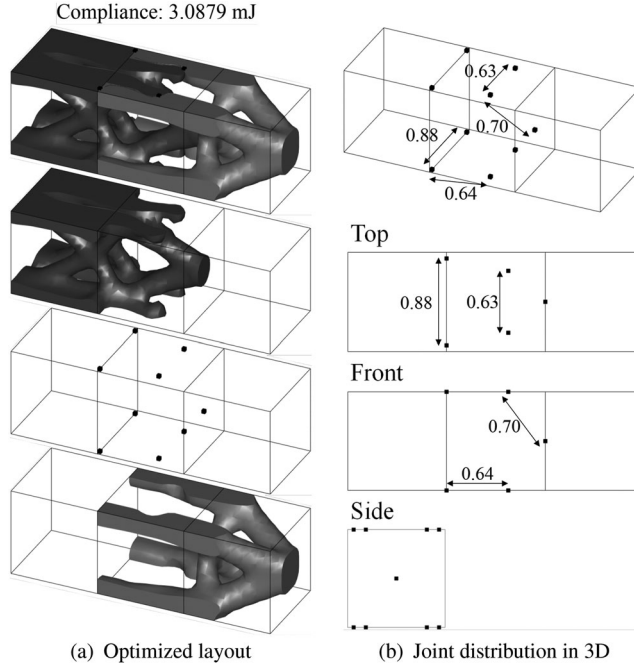 Compliance: 3.0879 mJ
0.63
0.70
0.88
0.64
Top
0.88
0.63
Front
0.70
0.64
Side
(a) Optimized layout
(b) Joint distribution in 3D